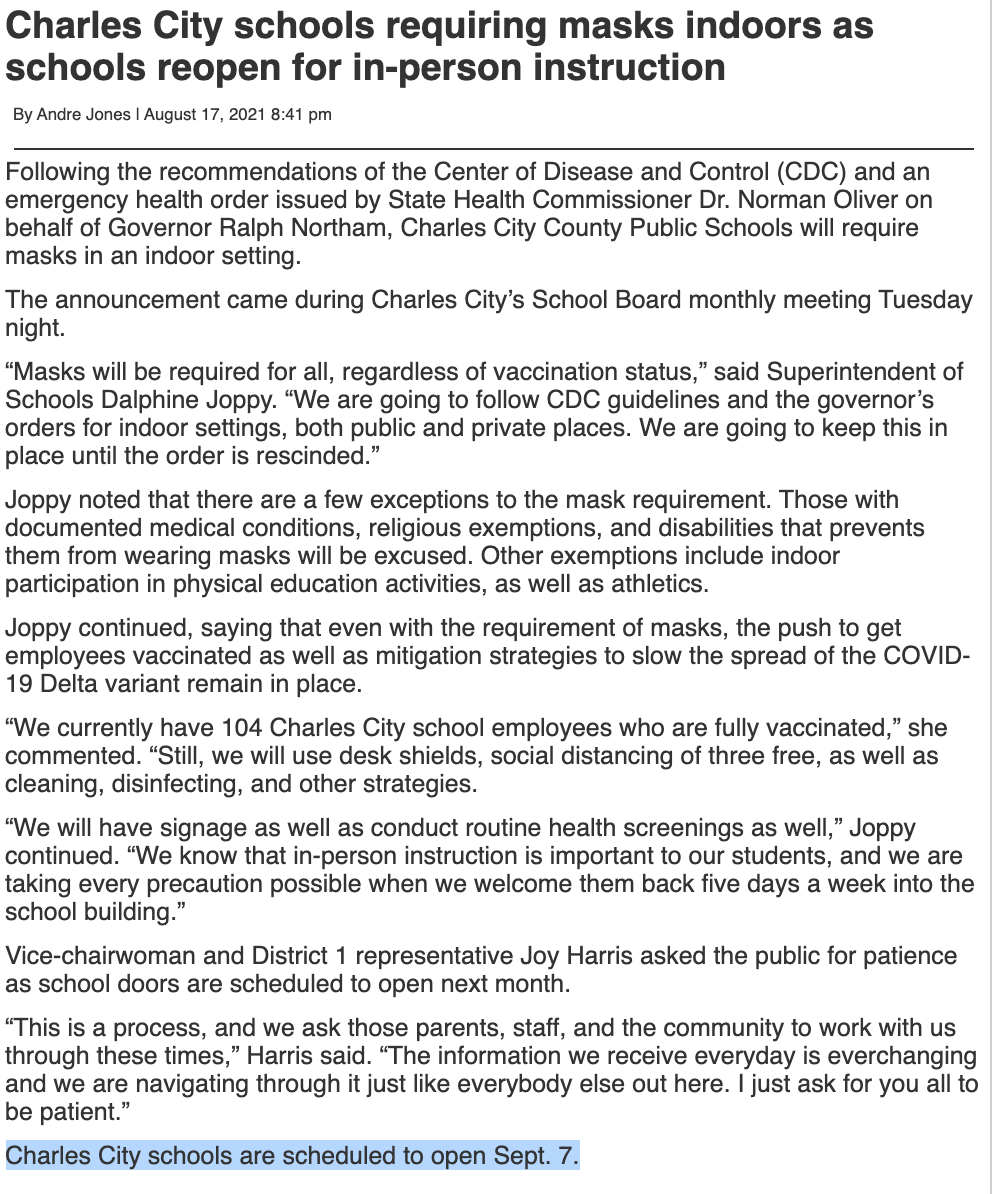 Charles City schools requiring masks indoors as
schools reopen for in-person instruction
By Andre Jones | August 17, 2021 8:41 pm
Following the recommendations of the Center of Disease and Control (CDC) and an
emergency health order issued by State Health Commissioner Dr. Norman Oliver on
behalf of Governor Ralph Northam, Charles City County Public Schools will require
masks in an indoor setting.
The announcement came during Charles City’s School Board monthly meeting Tuesday
night.
“Masks will be required for all, regardless of vaccination status,” said Superintendent of
Schools Dalphine Joppy. “We are going to follow CDC guidelines and the governor’s
orders for indoor settings, both public and private places. We are going to keep this in
place until the order is rescinded.”
Joppy noted that there are a few exceptions to the mask requirement. Those with
documented medical conditions, religious exemptions, and disabilities that prevents
them from wearing masks will be excused. Other exemptions include indoor
participation in physical education activities, as well as athletics.
Joppy continued, saying that even with the requirement of masks, the push to get
employees vaccinated as well as mitigation strategies to slow the spread of the COVID-
19 Delta variant remain in place.
“We currently have 104 Charles City school employees who are fully vaccinated,” she
commented. “Still, we will use desk shields, social distancing of three free, as well as
cleaning, disinfecting, and other strategies.
“We will have signage as well as conduct routine health screenings as well,” Joppy
continued. “We know that in-person instruction is important to our students, and we are
taking every precaution possible when we welcome them back five days a week into the
school building.”
Vice-chairwoman and District 1 representative Joy Harris asked the public for patience
as school doors are scheduled to open next month.
“This is a process, and we ask those parents, staff, and the community to work with us
through these times,” Harris said. “The information we receive everyday is everchanging
and we are navigating through it just like everybody else out here. I just ask for you all to
be patient.”
Charles City schools are scheduled to open Sept. 7.